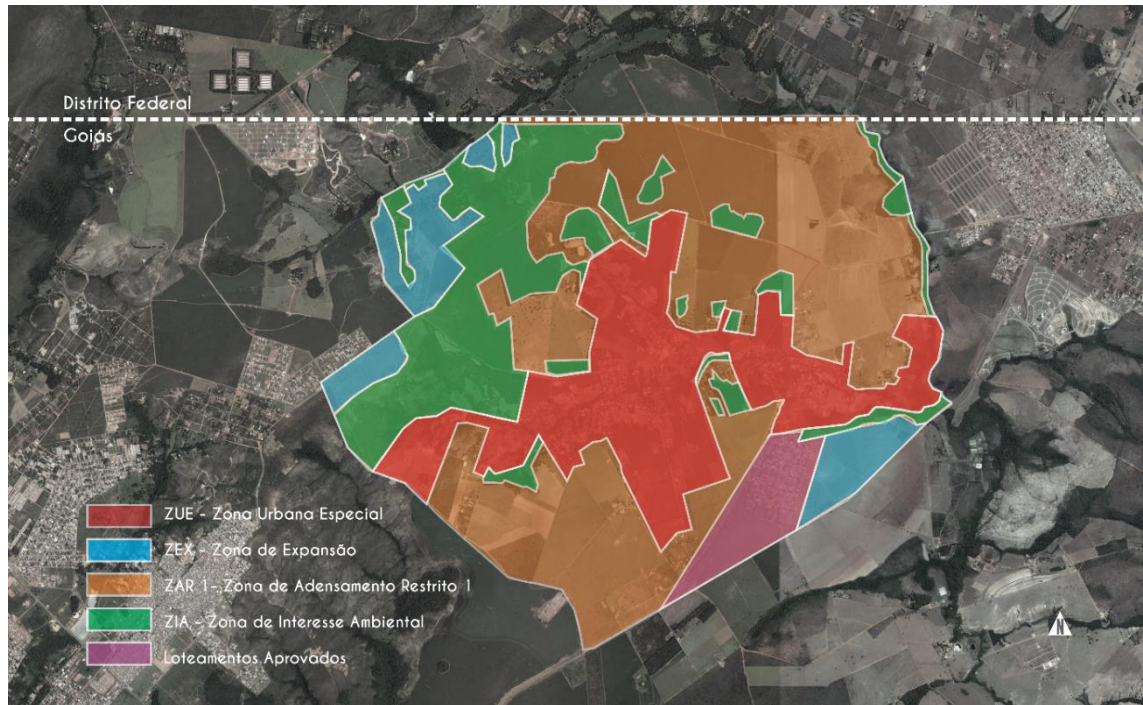 Distrito Federal
Goiás
ZUE - Zona Urbana Especial
ZEX - Zona de Expansão
ZAR 1- Zona de Adensamento Restrito 1
ZIA - Zona de Interesse Ambiental
Loteamentos Aprovados
N